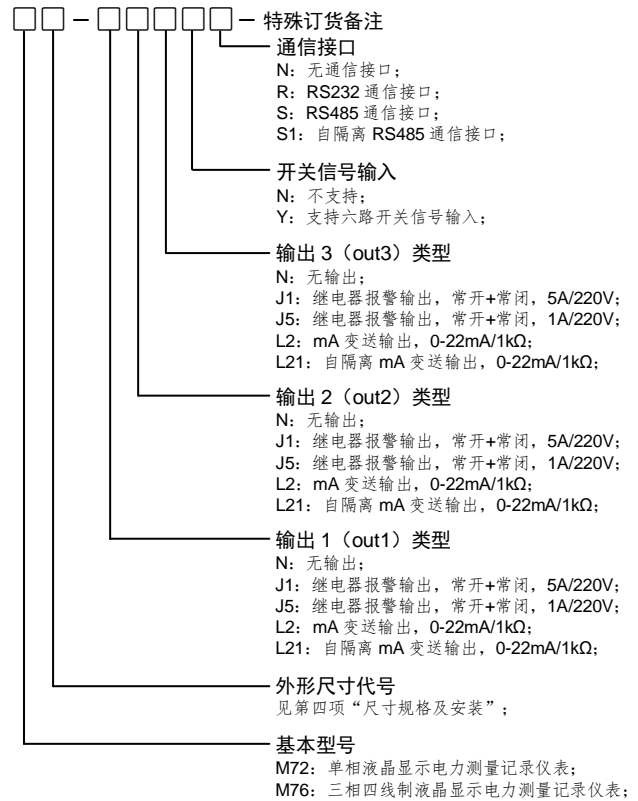 □□－□□□□□－特殊订货备注
通信接口
N：无通信接口；
R：RS232 通信接口；
S：RS485 通信接口；
S1：自隔离 RS485 通信接口；
开关信号输入
N：不支持；
Y：支持六路开关信号输入；
输出 3（out3）类型
N：无输出；
J1：继电器报警输出，常开+常闭，5A/220V；
J5：继电器报警输出，常开+常闭，1A/220V；
L2：mA 变送输出，0-22mA/1kΩ；
L21：自隔离 mA 变送输出，0-22mA/1kΩ；
输出 2（out2）类型
N：无输出；
J1：继电器报警输出，常开+常闭，5A/220V；
J5：继电器报警输出，常开+常闭，1A/220V；
L2：mA 变送输出，0-22mA/1kΩ；
L21：自隔离 mA 变送输出，0-22mA/1kΩ；
输出 1（out1）类型
N：无输出；
J1：继电器报警输出，常开+常闭，5A/220V；
J5：继电器报警输出，常开+常闭，1A/220V；
L2：mA 变送输出，0-22mA/1kΩ；
L21：自隔离 mA 变送输出，0-22mA/1kΩ；
外形尺寸代号
见第四项“尺寸规格及安装”；
基本型号
M72：单相液晶显示电力测量记录仪表；
M76：三相四线制液晶显示电力测量记录仪表；